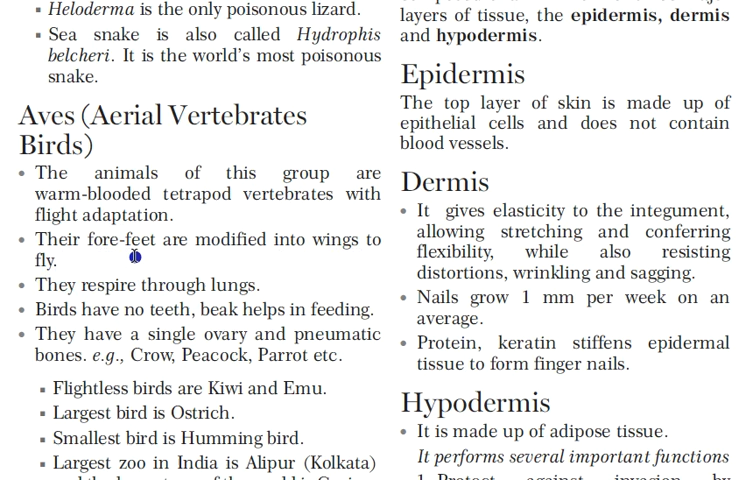 Heloderma is the only poisonous lizard.
Sea snake is also called Hydrophis
belcheri. It is the world's most poisonous
snake.
Aves (Aerial Vertebrates
Birds)
The animals of this group are
warm-blooded tetrapod vertebrates with
flight adaptation.
Their fore-feet are modified into wings to
fly.
They respire through lungs.
Birds have no teeth, beak helps in feeding.
They have a single ovary and pneumatic
bones. e.g., Crow, Peacock, Parrot etc.
Flightless birds are Kiwi and Emu.
Largest bird is Ostrich.
Smallest bird is Humming bird.
Largest zoo in India is Alipur (Kolkata)
layers of tissue, the epidermis, dermis
and hypodermis.
Epidermis
The top layer of skin is made up of
epithelial cells and does not contain
blood vessels.
Dermis
It gives elasticity to the integument,
allowing stretching and conferring
flexibility, while also resisting
distortions, wrinkling and sagging.
Nails grow 1 mm per week on an
average.
Protein, keratin stiffens epidermal
tissue to form finger nails.
Hypodermis
It is made up of adipose tissue.
It performs several important functions
1. Protect against invasion by